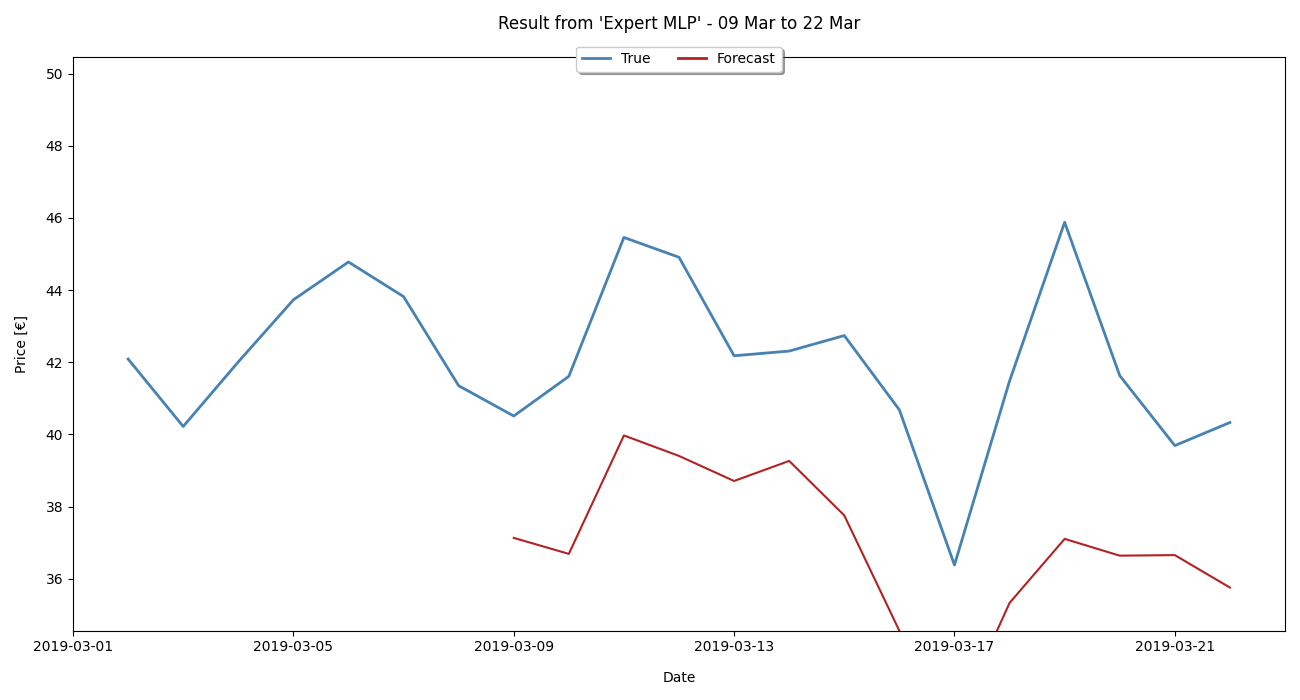 Result from 'Expert MLP' - 09 Mar to 22 Mar
True Forecast
50
48
46
44
42
40
38
36
Price [€]
2019-03-01 2019-03-05 2019-03-09 2019-03-13 2019-03-17 2019-03-21
Date